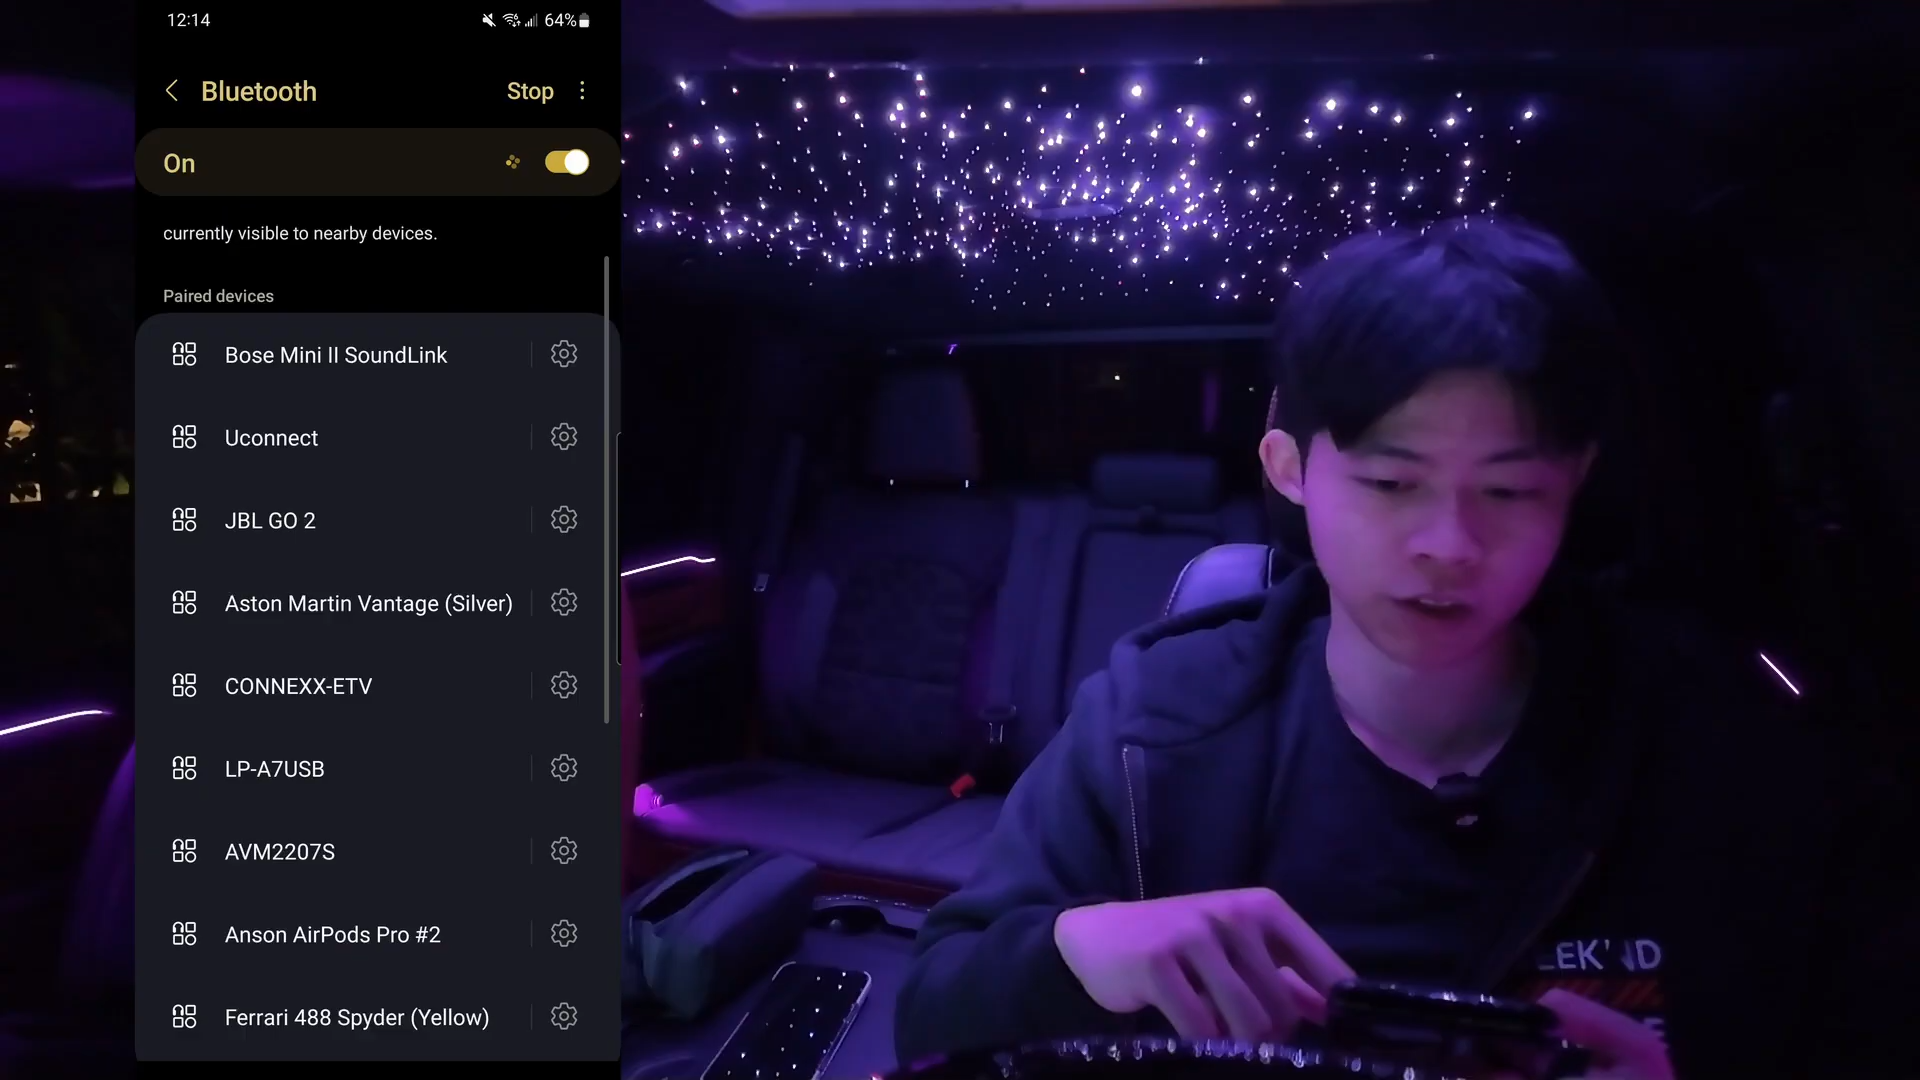 12:14
64%
Bluetooth
Stop
On
currently visible to nearby devices.
Paired devices
Bose Mini II SoundLink
Uconnect
JBL GO 2
Aston Martin Vantage (Silver)
CONNEXX-ETV
LP-A7USB
AVM2207S
Anson AirPods Pro #2
Ferrari 488 Spyder (Yellow)